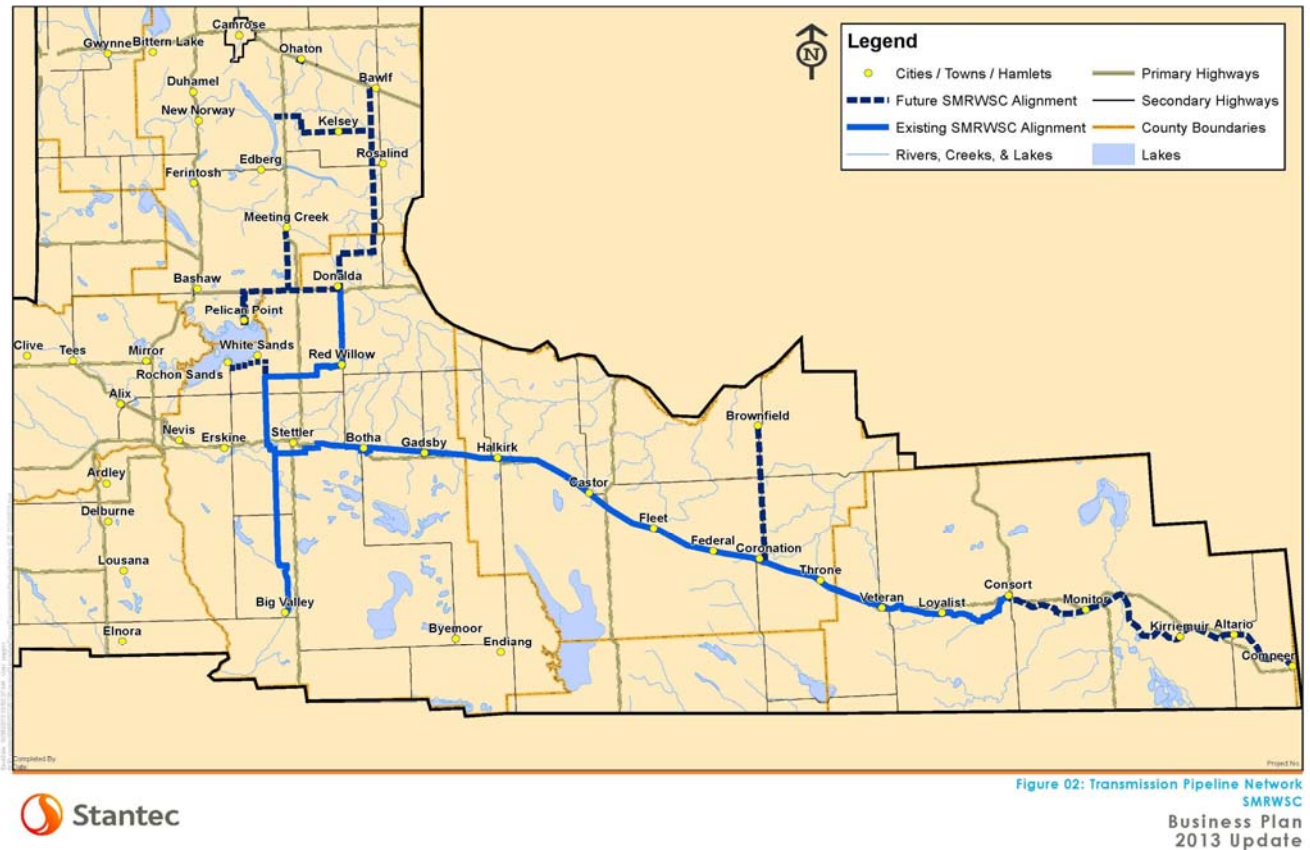 Camrose
Gwynne
Bittern Lake
Ohaton
Duhamel
Bawlf
New Norway
Kelsey
Edberg
Rosalind
Ferintosh
Meeting Creek
Bashaw
Donalda
Pelican Point
Clive
Tees
Mirror
White Sands
Red Willow
Rochon Sands
Alix
Nevis
Erskine
Stettler
Botha
Gadsby
Halkirk
Brownfield
Ardley
Castor
Delburne
Fleet
Federal
Coronation
Lousana
Throne
Consort
Big Valley
Veteran
Loyalist
Monitor
Elnora
Byemoor
Endiang
Kirriemuir
Altario
Compeer
N
Legend
Cities / Towns / Hamlets
Future SMRWSC Alignment
Existing SMRWSC Alignment
Rivers, Creeks, & Lakes
Primary Highways
Secondary Highways
County Boundaries
Lakes
Completed By
Date
Project No
Figure 02: Transmission Pipeline Network
SMRWSC
Business Plan
2013 Update
Stantec